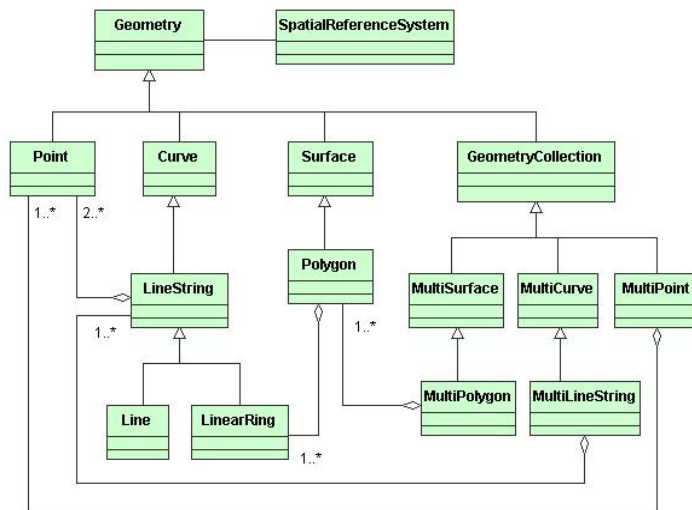 Geometry
SpatialReferenceSystem
Point
Curve
Surface
GeometryCollection
1..*
2..*
LineString
Polygon
MultiSurface
MultiCurve
MultiPoint
1..*
1..*
Line
LinearRing
MultiPolygon
MultiLineString
1..*